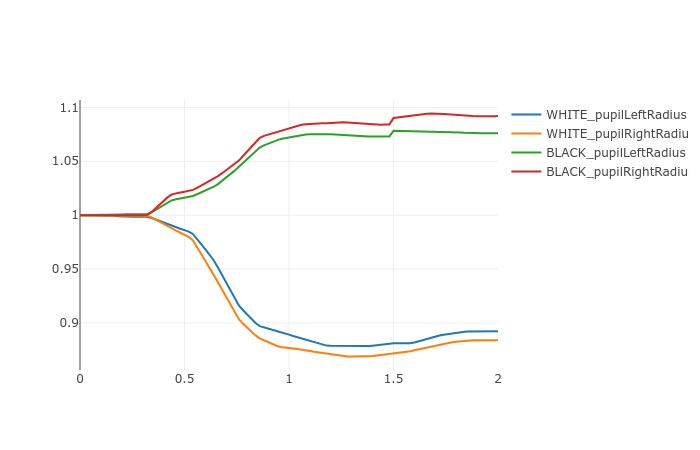 1.1
1.05
1
0.95
0.9
0
0.5
1
1.5
2
WHITE_pupilLeftRadius
WHITE_pupilRightRadiu
BLACK_pupilLeftRadius
BLACK_pupilRightRadiu